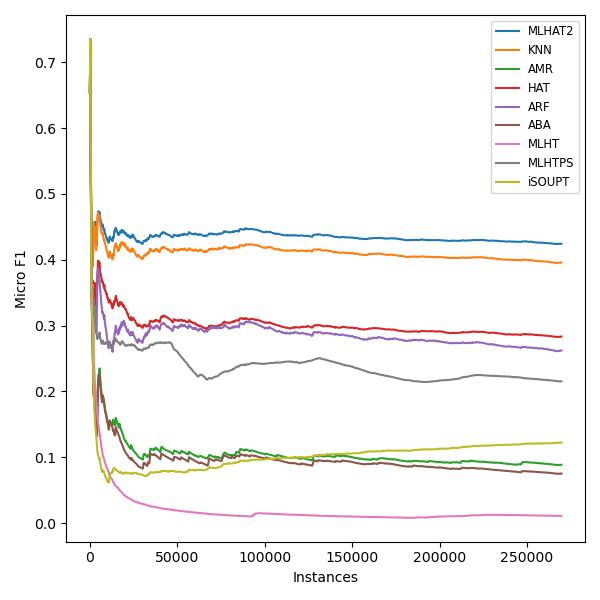 MLHAT2
KNN
AMR
HAT
ARF
ABA
MLHT
MLHTPS
iSOUPT
Micro F1
0.7
0.6
0.5
0.4
0.3
0.2
0.1
0.0
0 50000 100000 150000 200000 250000
Instances